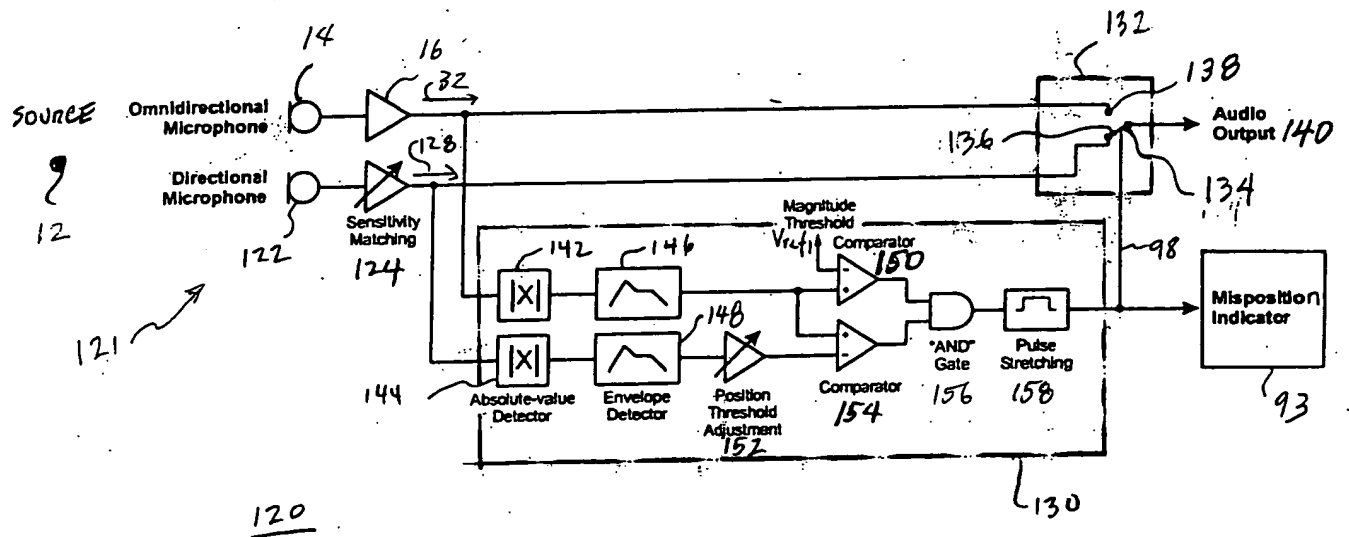 14
16
132
32
138
SOURCE
Omnidirectional
Microphone
Audio
Output 140
136
128
Directional
Microphone
134
12
122
Sensitivity
Matching
124
Magnitude
Threshold
Vref1
Comparator
150
98
142
146
|X|
Misposition
Indicator
121
148
"AND"
Gate
156
Pulse
Stretching
158
|X|
144
Absolute-value
Detector
Envelope
Detector
Position
Threshold
Adjustment
152
Comparator
154
93
130
120